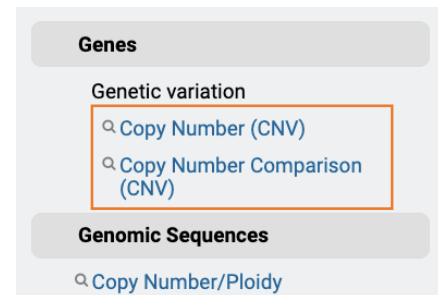 Genes
Genetic variation
Copy Number (CNV)
Copy Number Comparison
(CNV)
Genomic Sequences
Copy Number/Ploidy